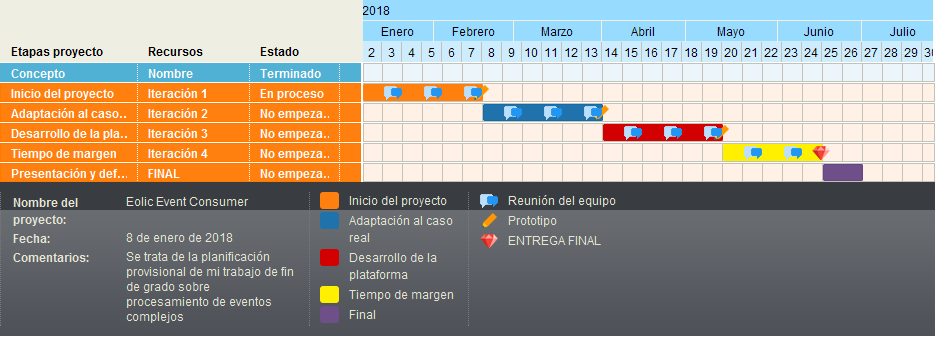 2018
Enero Febrero Marzo Abril Mayo Junio Julio
Etapas proyecto Recursos Estado 2 3 4 5 6 7 8 9 10 11 12 13 14 15 16 17 18 19 20 21 22 23 24 25 26 27 28 29 30
Concepto Nombre Terminado
Inicio del proyecto Iteración 1 En proceso
Adaptación al caso.. Iteración 2 No empeza..
Desarrollo de la pla... Iteración 3 No empeza..
Tiempo de margen Iteración 4 No empeza..
Presentación y def... FINAL No empeza..
Nombre del proyecto: Eolic Event Consumer
Fecha: 8 de enero de 2018
Comentarios: Se trata de la planificación
provisional de mi trabajo de fin
de grado sobre
procesamiento de eventos
complejos
Inicio del proyecto
Adaptación al caso
real
Desarrollo de la
plataforma
Tiempo de margen
Final
Reunión del equipo
Prototipo
ENTREGA FINAL